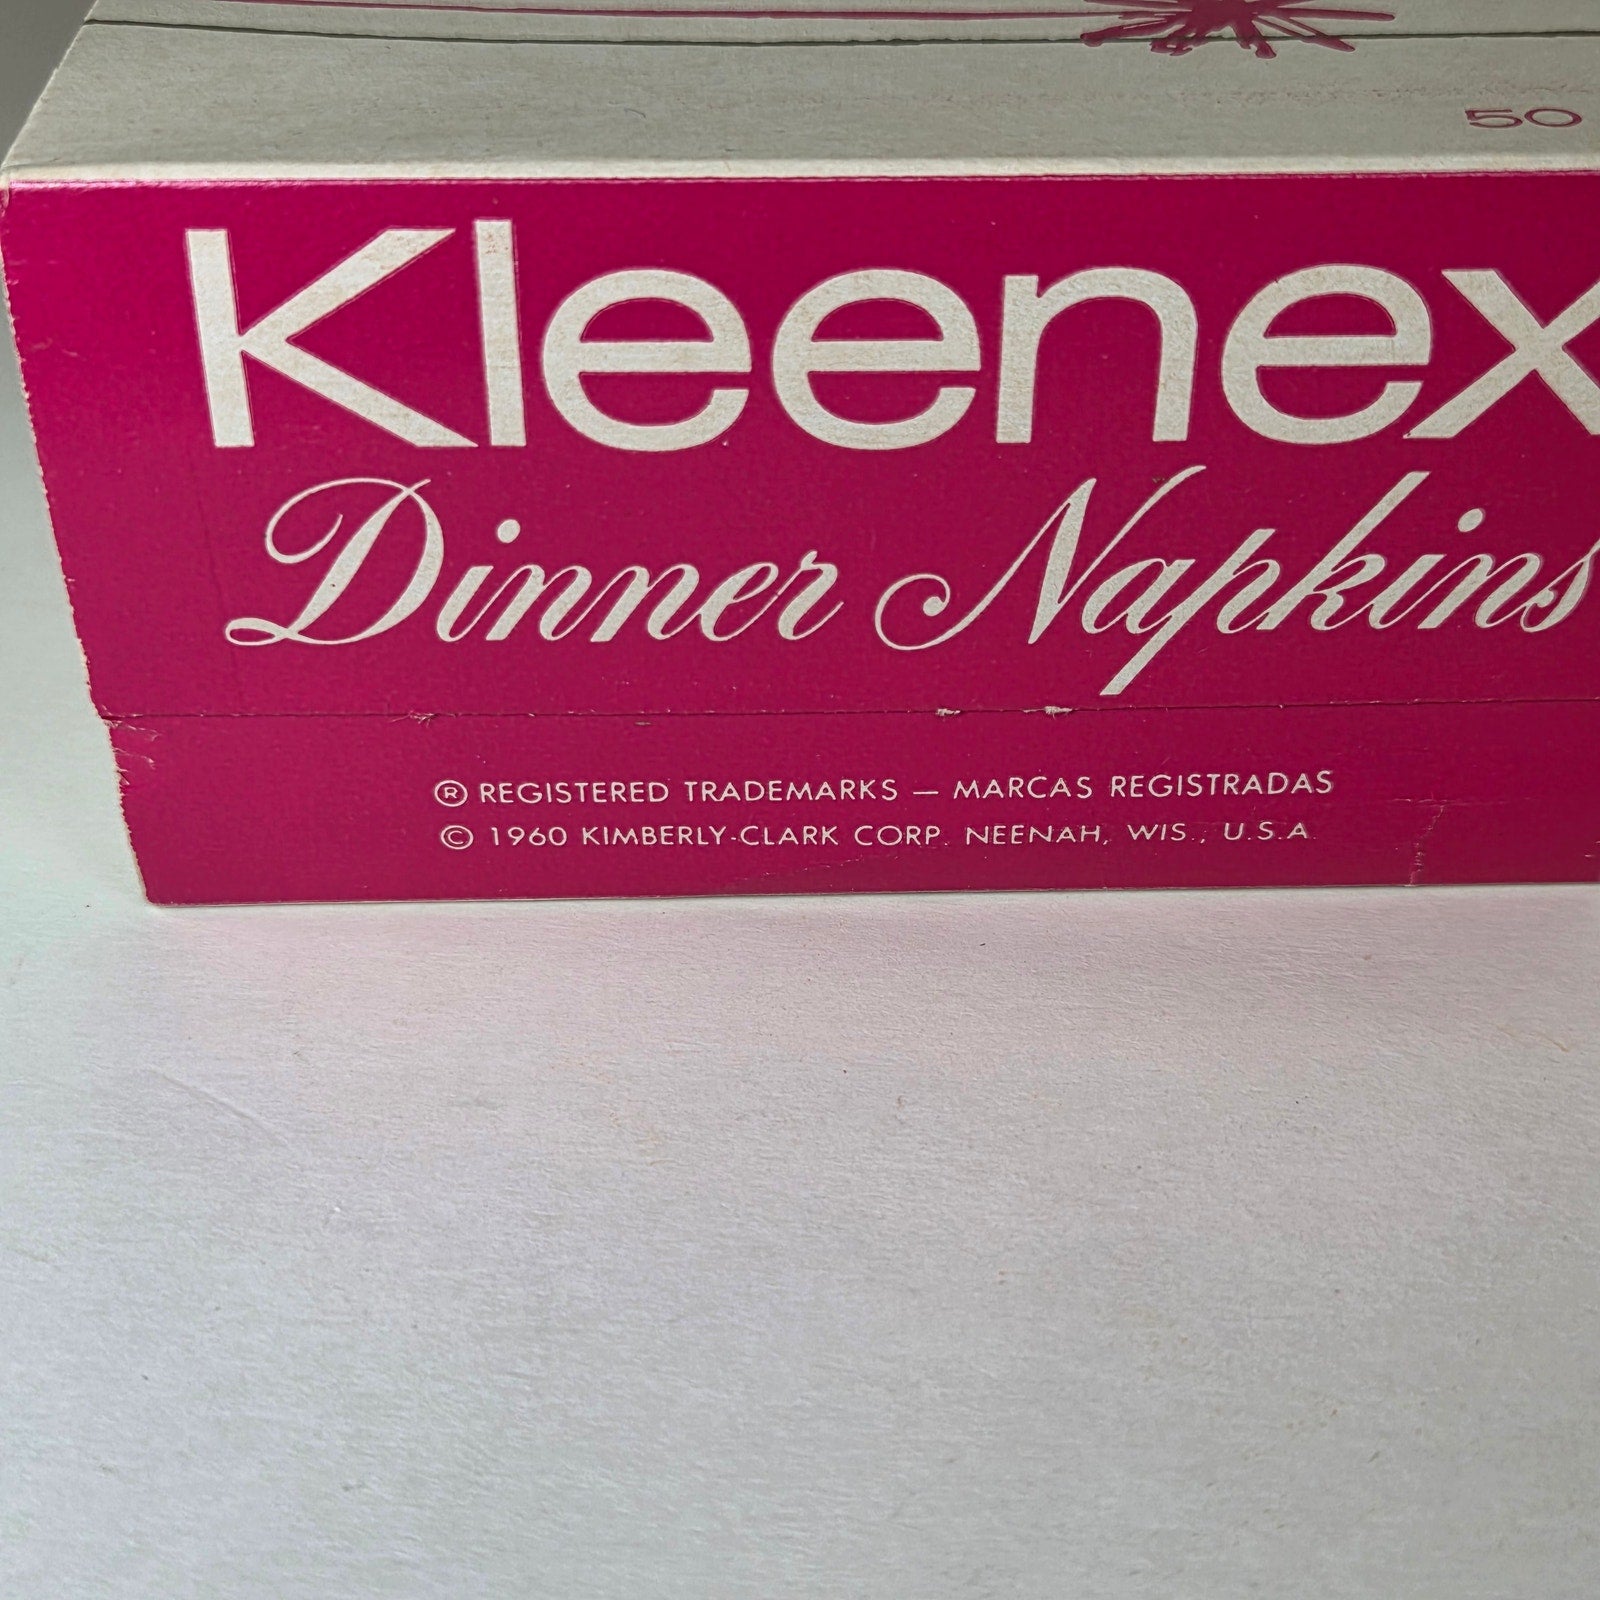 50
Kleenex
Dinner Napkins
® REGISTERED TRADEMARKS — MARCAS REGISTRADAS
© 1960 KIMBERLY-CLARK CORP. NEENAH, WIS., U.S.A.